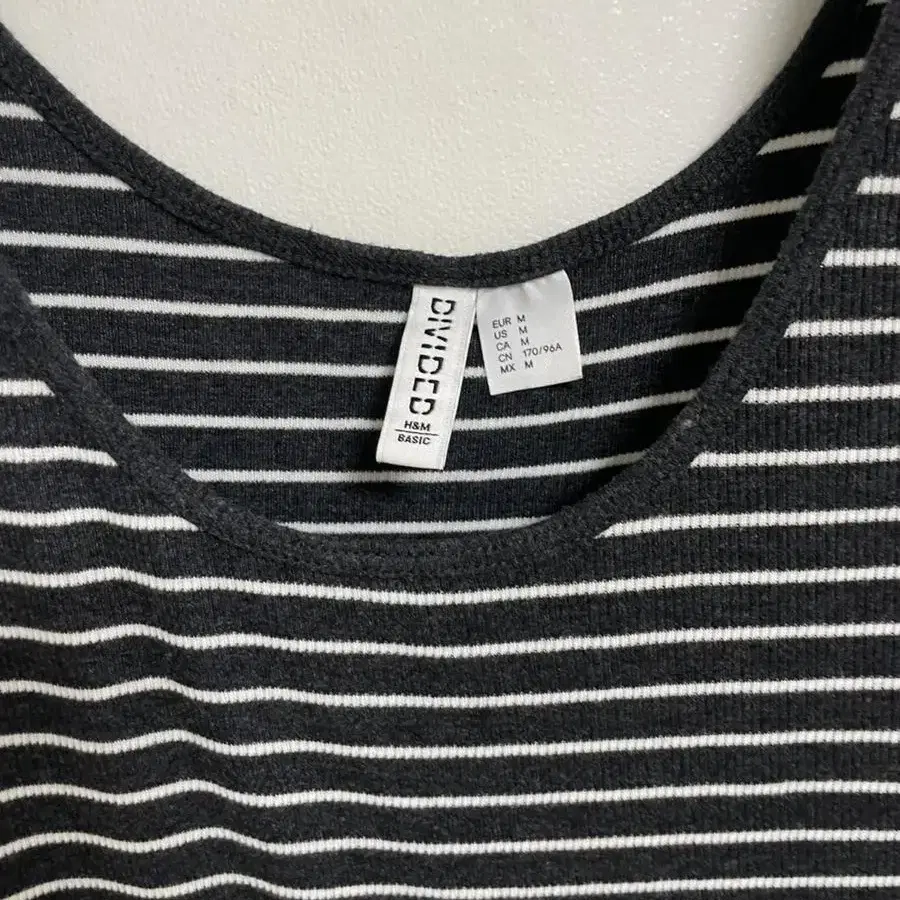 DIVIDED
H&M
BASIC
EUR M
US M
CA M
CN 170/96A
MX M